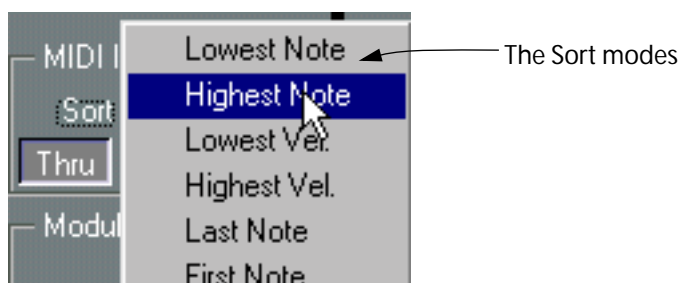 MIDI I
Lowest Note
The Sort modes
Sort
Highest Note
Thru
Lowest Vel.
Highest Vel.
Modul
Last Note
First Note